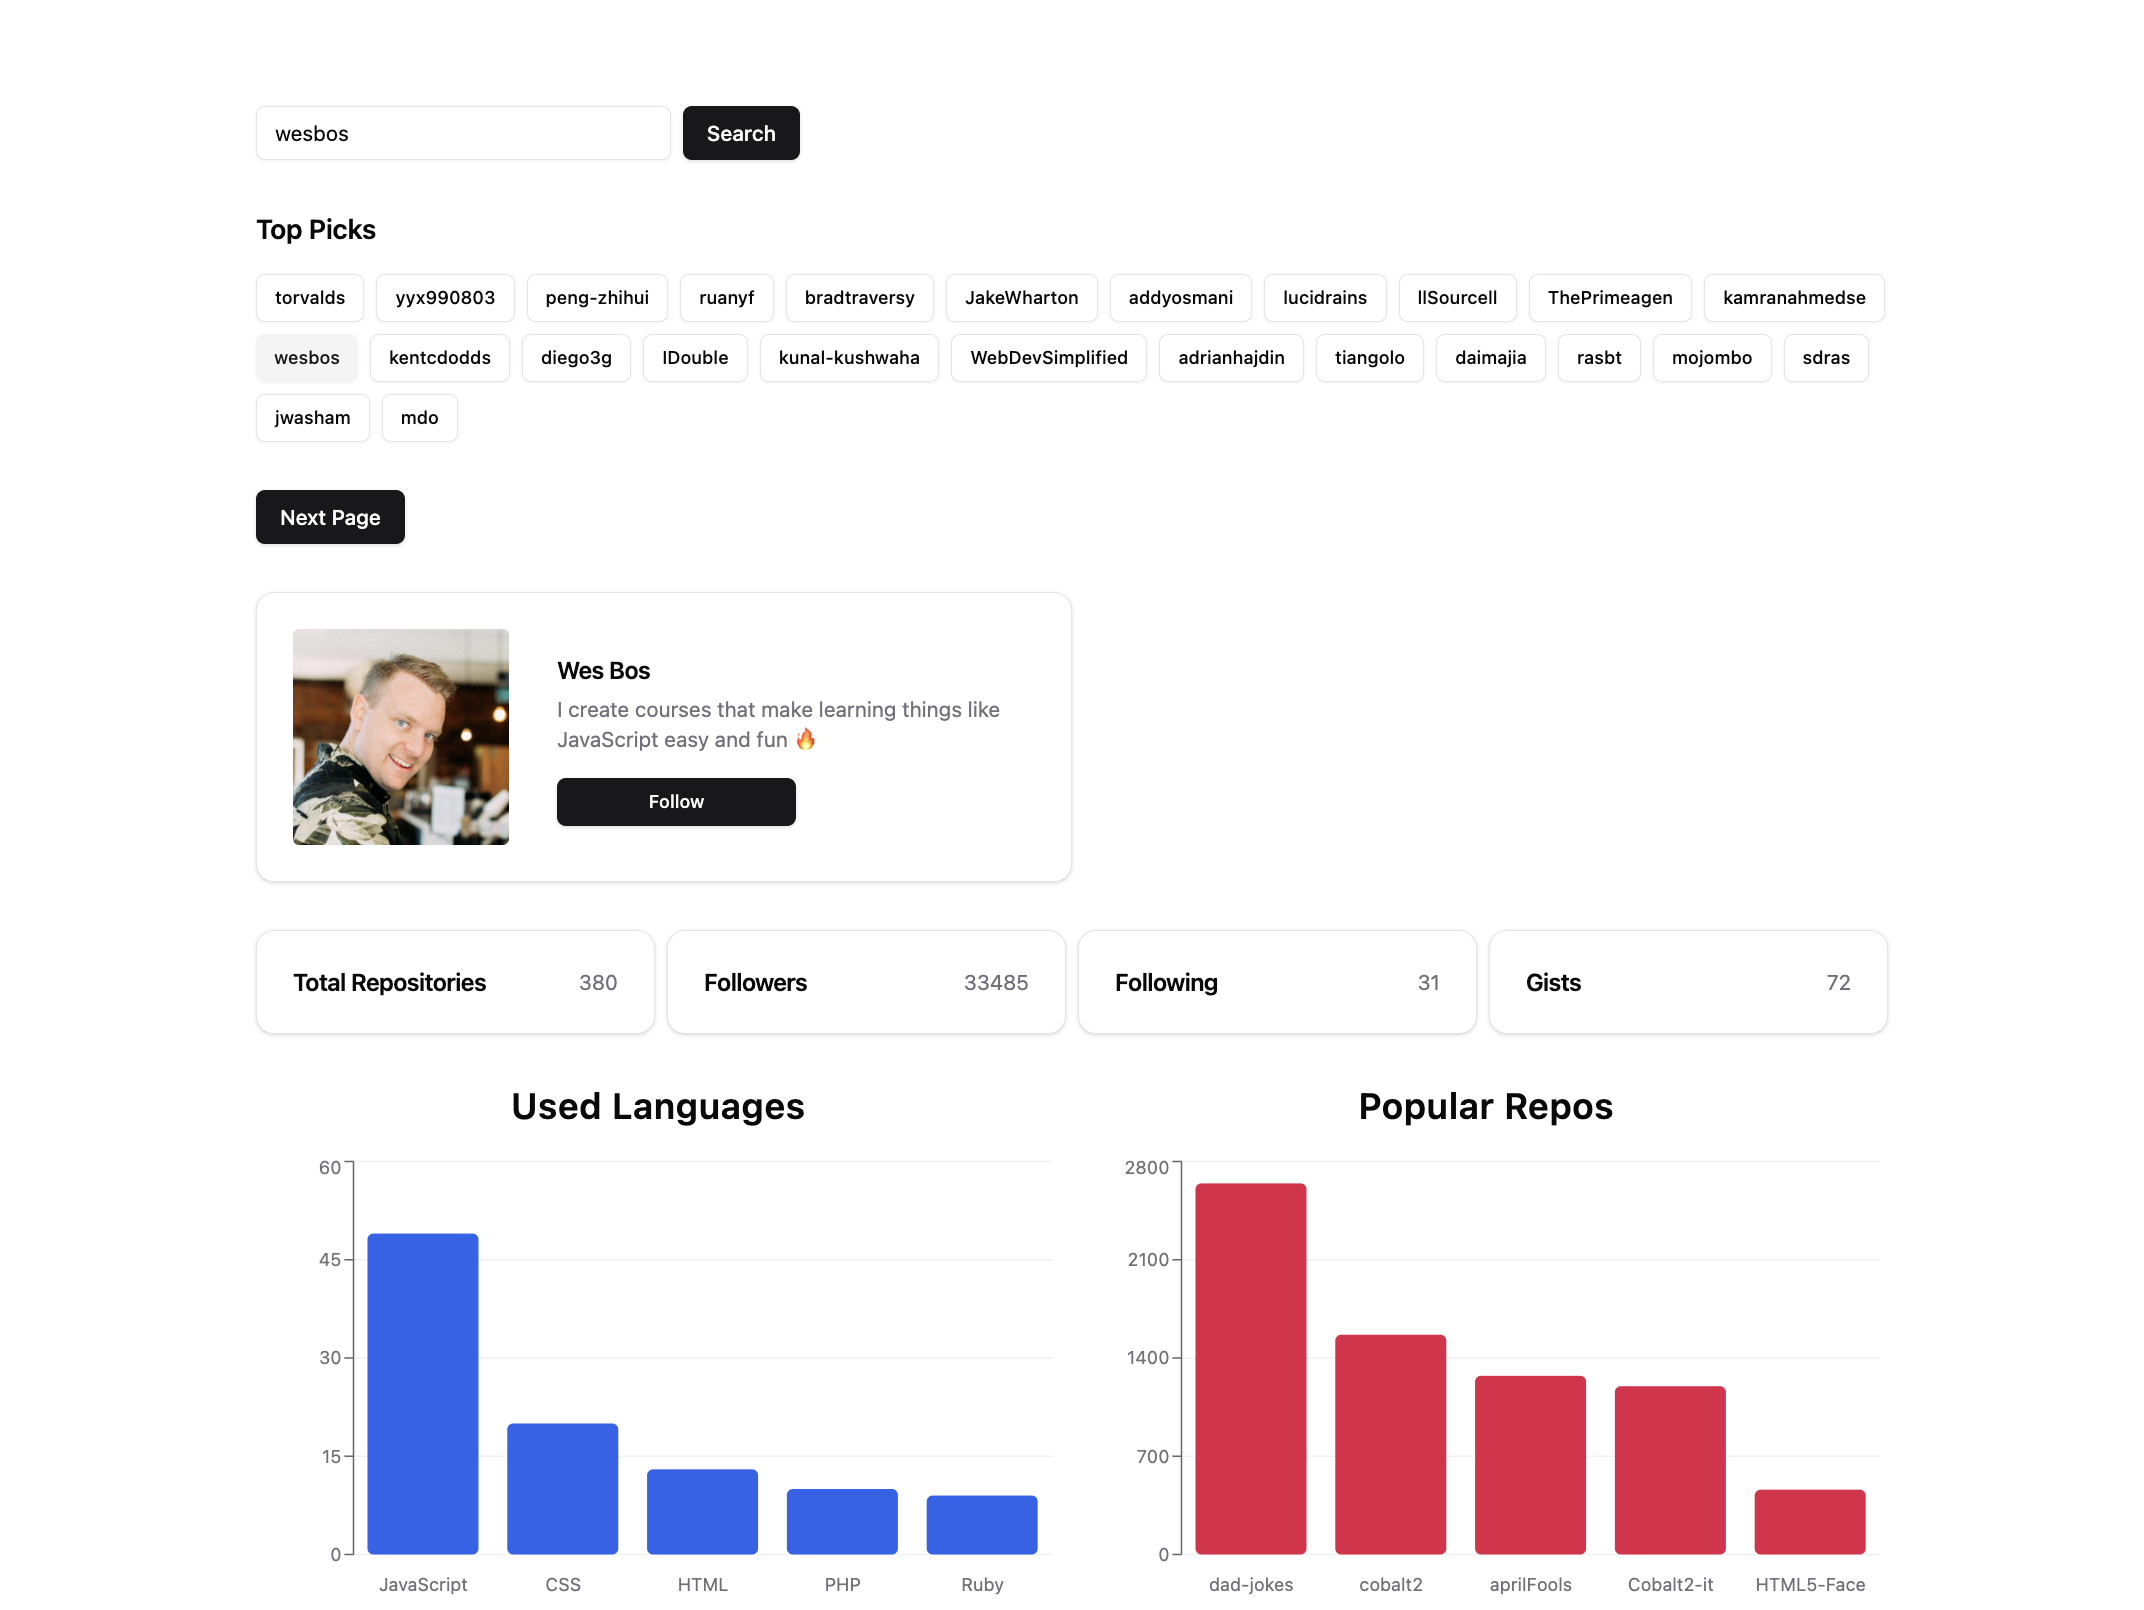 wesbos Search
Top Picks
torvalds yyx990803 peng-zhihui ruanyf bradtraversy JakeWharton addyosmani lucidrains llSourcell ThePrimeagen kamranahmedse
wesbos kentcdodds diego3g IDouble kunal-kushwaha WebDevSimplified adrianhajdin tiangolo daimajia rasbt mojombo sdras
jwasham mdo
Next Page
Wes Bos
I create courses that make learning things like
JavaScript easy and fun 🔥
Follow
Total Repositories 380
Followers 33485
Following 31
Gists 72
Used Languages
60
45
30
15
0
JavaScript CSS HTML PHP Ruby
Popular Repos
2800
2100
1400
700
0
dad-jokes cobalt2 aprilFools Cobalt2-it HTML5-Face